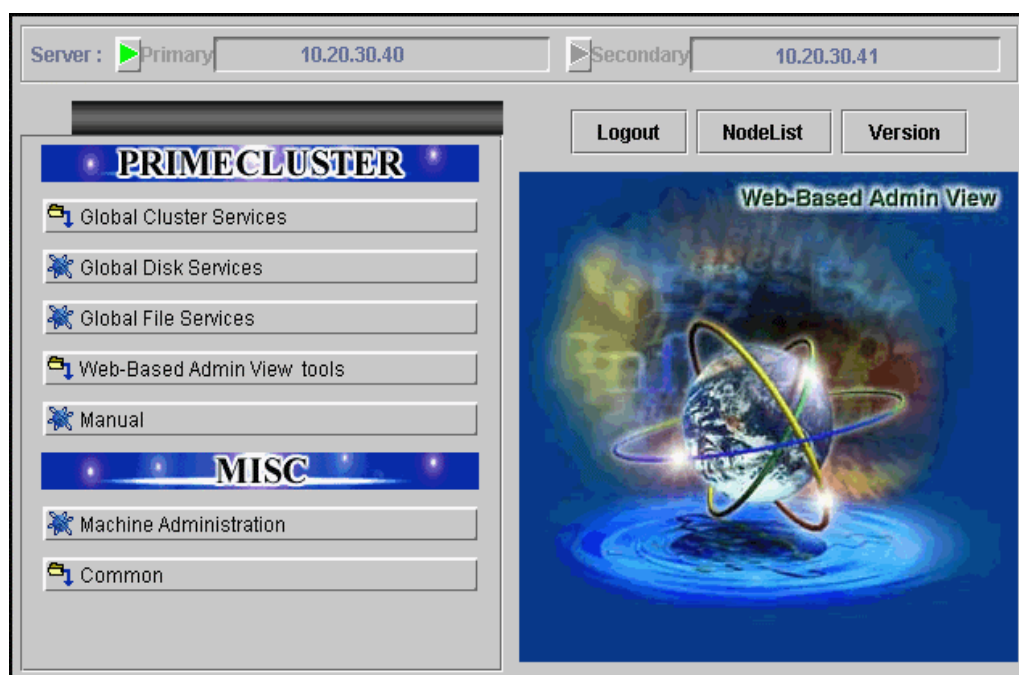 Server : Primary 10.20.30.40 Secondary 10.20.30.41
Logout NodeList Version
PRIMECLUSTER
Global Cluster Services
Global Disk Services
Global File Services
Web-Based Admin View tools
Manual
MISC
Machine Administration
Common
Web-Based Admin View